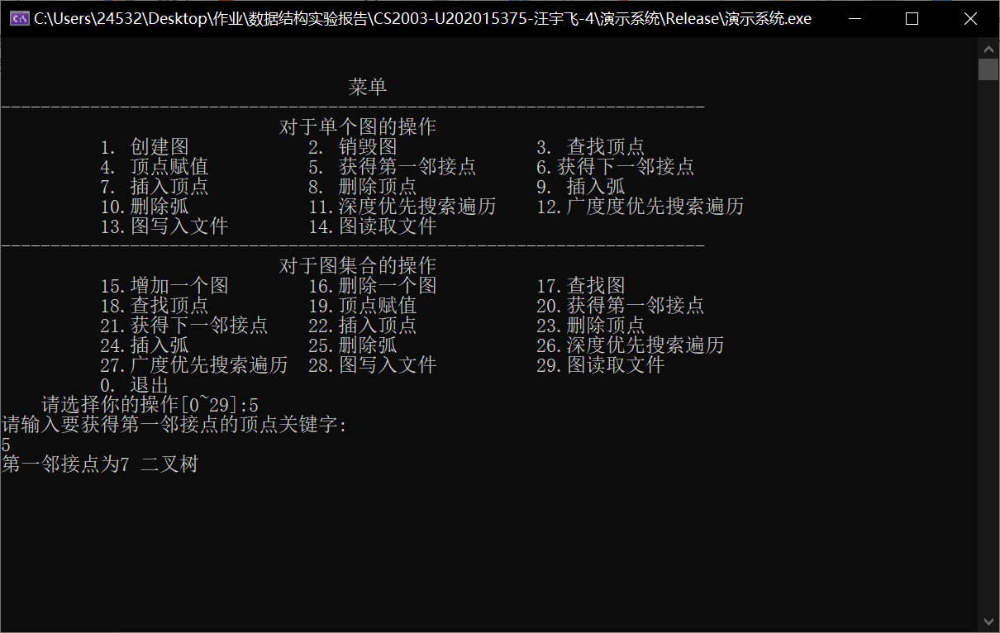 C:\Users\24532\Desktop\作业\数据结构实验报告\CS2003-U202015375-汪宇飞-4\演示系统\Release\演示系统.exe
菜单
-----------------------------------------------------------------------
对于单个图的操作
1. 创建图 2. 销毁图 3. 查找顶点
4. 顶点赋值 5. 获得第一邻接点 6.获得下一邻接点
7. 插入顶点 8. 删除顶点 9. 插入弧
10.删除弧 11.深度优先搜索遍历 12.广度度优先搜索遍历
13.图写入文件 14.图读取文件
-----------------------------------------------------------------------
对于图集合的操作
15.增加一个图 16.删除一个图 17.查找图
18.查找顶点 19.顶点赋值 20.获得第一邻接点
21.获得下一邻接点 22.插入顶点 23.删除顶点
24.插入弧 25.删除弧 26.深度优先搜索遍历
27.广度优先搜索遍历 28.图写入文件 29.图读取文件
0. 退出
请选择你的操作[0~29]:5
请输入要获得第一邻接点的顶点关键字:
5
第一邻接点为7 二叉树